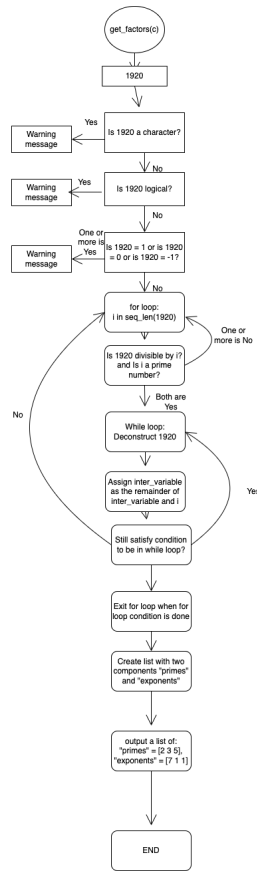 get_factors(c)
1920
Is 1920 a character?
Yes
Warning
message
No
Is 1920 logical?
Yes
Warning
message
No
Is 1920 = 1 or is 1920
= 0 or is 1920 = -1?
One or
more is
Yes
Warning
message
No
for loop:
i in seq_len(1920)
One or
more is No
Is 1920 divisible by i?
and Is i a prime
number?
Both are
Yes
No
While loop:
Deconstruct 1920
Assign inter_variable
as the remainder of
inter_variable and i
Yes
Still satisfy condition
to be in while loop?
Exit for loop when for
loop condition is done
Create list with two
components "primes"
and "exponents"
output a list of:
"primes" = [2 3 5],
"exponents" = [7 1 1]
END